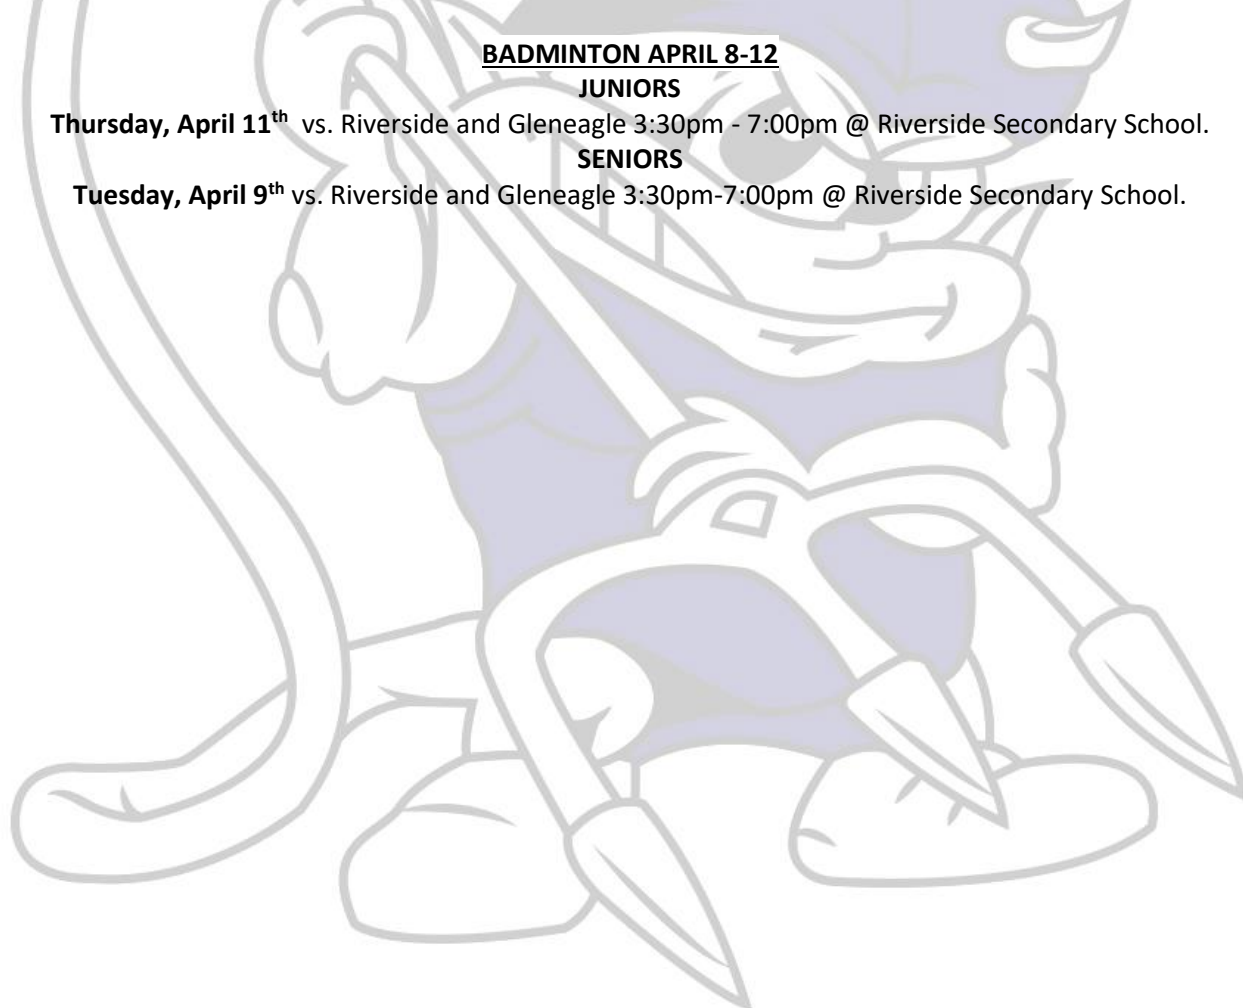 BADMINTON APRIL 8-12
JUNIORS
Thursday, April 11th vs. Riverside and Gleneagle 3:30pm - 7:00pm @ Riverside Secondary School.
SENIORS
Tuesday, April 9th vs. Riverside and Gleneagle 3:30pm-7:00pm @ Riverside Secondary School.